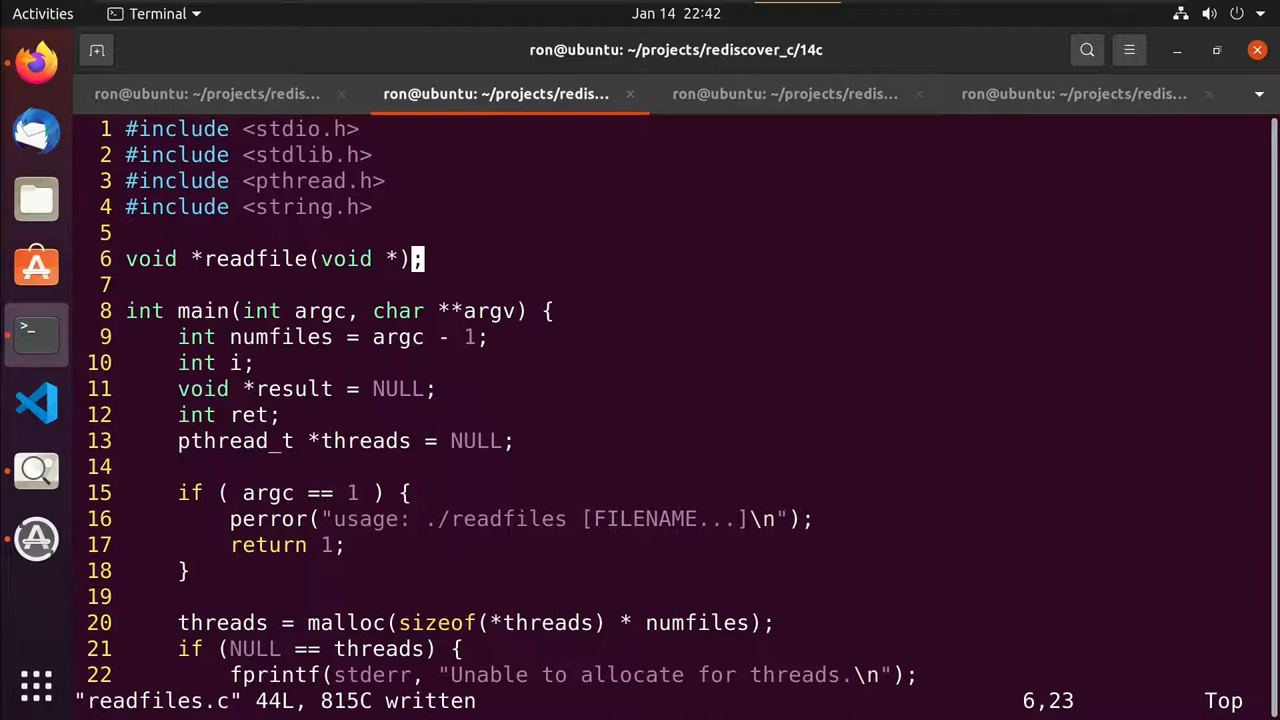 Activities Terminal Jan 14 22:42
ron@ubuntu: ~/projects/rediscover_c/14c
ron@ubuntu: ~/projects/redis... ron@ubuntu: ~/projects/redis... ron@ubuntu: ~/projects/redis... ron@ubuntu: ~/projects/redis...
1 #include <stdio.h>
2 #include <stdlib.h>
3 #include <pthread.h>
4 #include <string.h>
5
6 void *readfile(void *);
7
8 int main(int argc, char **argv) {
9     int numfiles = argc - 1;
10     int i;
11     void *result = NULL;
12     int ret;
13     pthread_t *threads = NULL;
14
15     if ( argc == 1 ) {
16         perror("usage: ./readfiles [FILENAME...]\n");
17         return 1;
18     }
19
20     threads = malloc(sizeof(*threads) * numfiles);
21     if (NULL == threads) {
22         fprintf(stderr, "Unable to allocate for threads.\n");
"readfiles.c" 44L, 815C written 6,23 Top